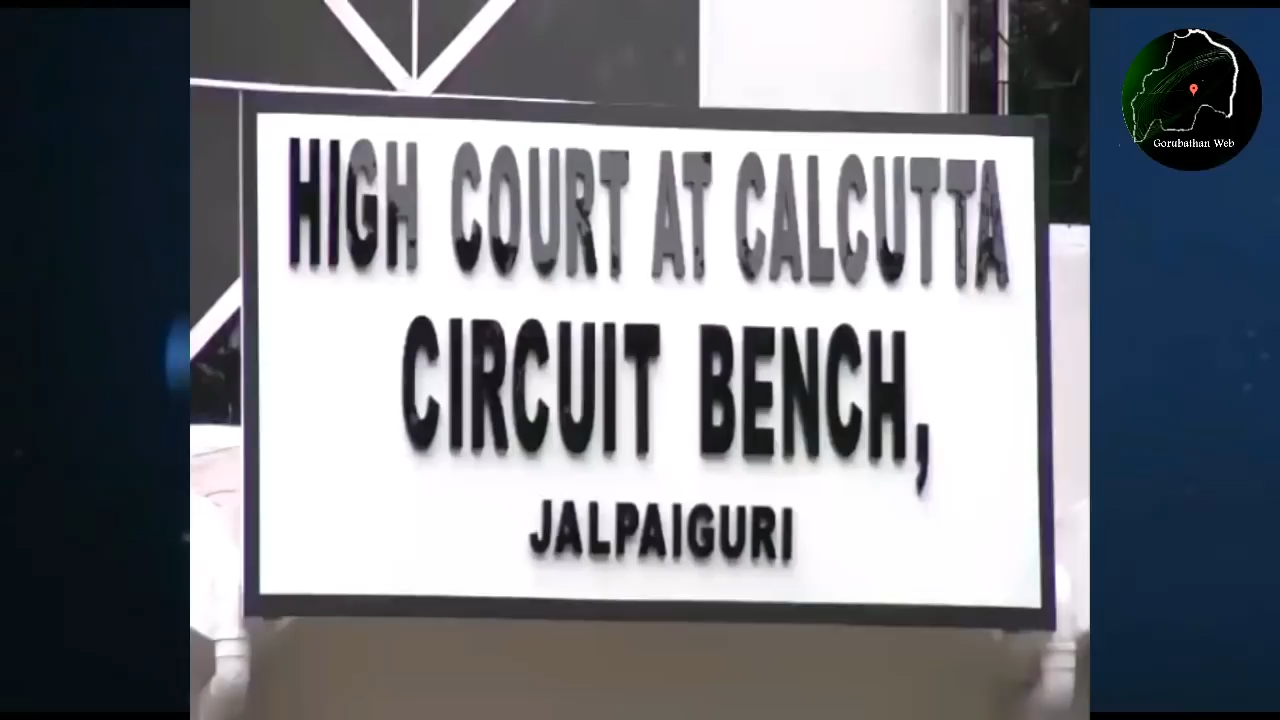 HIGH COURT AT CALCUTTA
CIRCUIT BENCH,
JALPAIGURI
Gorubathan Web